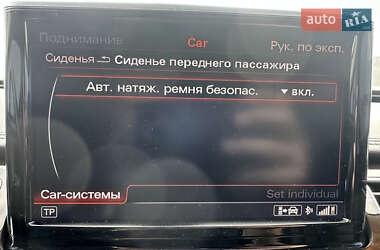 auto RIA
Поднимание Car Рук. по эксп.
Сиденья Сиденье переднего пассажира
Авт. натяж. ремня безопас. вкл.
Car-системы Set individual
TP